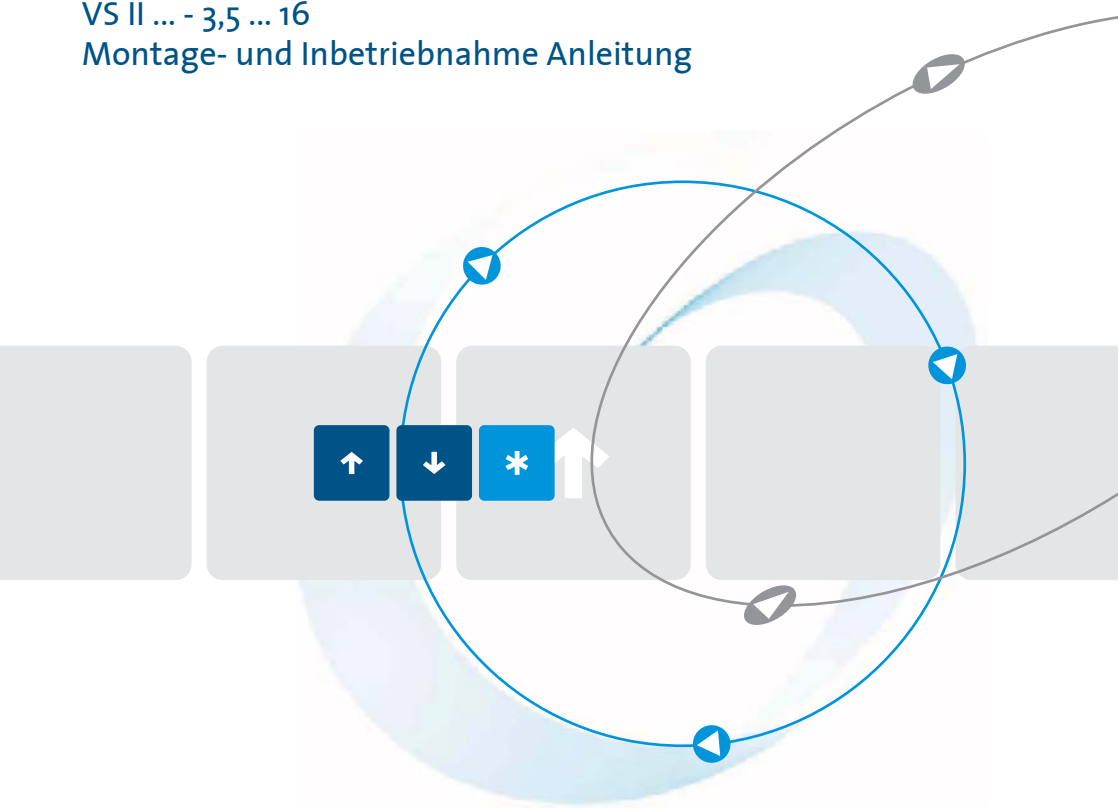 VS II ... - 3,5 ... 16
Montage- und Inbetriebnahme Anleitung